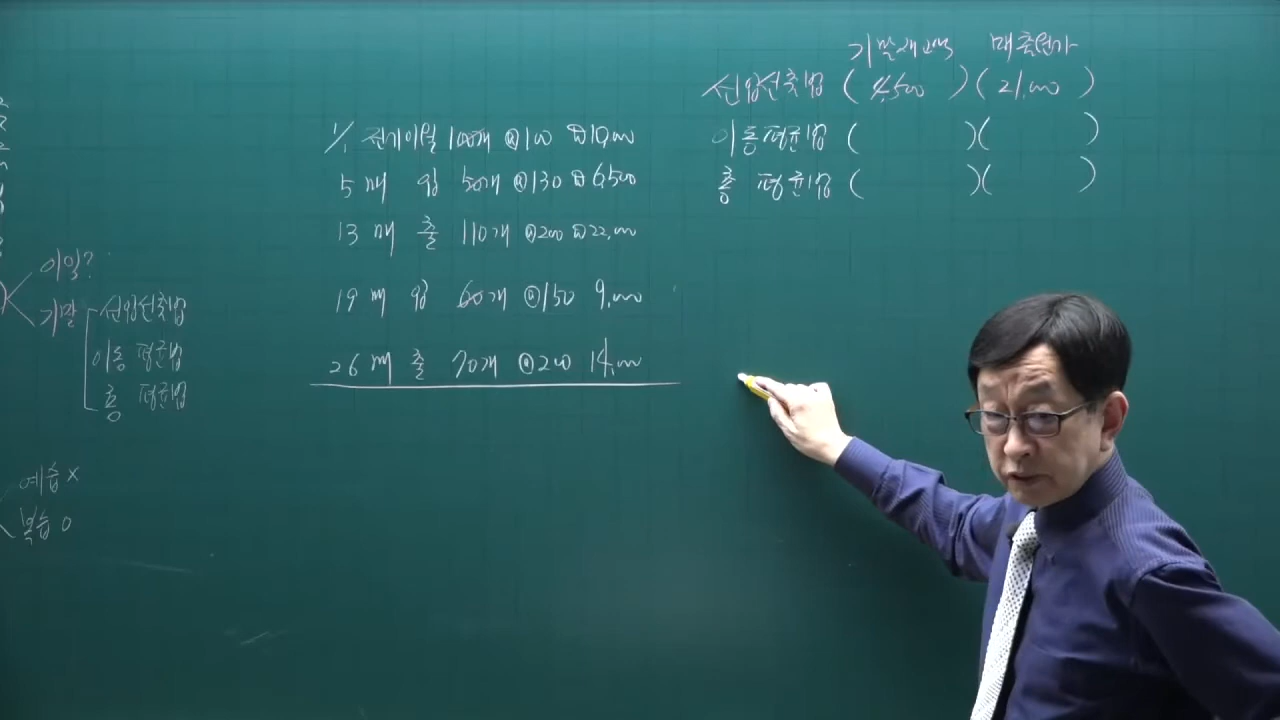 기말재고액 매출원가
선입선출법 ( 4,500 ) ( 21,000 )
이동평균법 ( ) ( )
총 평균법 ( ) ( )
1/1 전기이월 100개 @100 ₩10,000
5 매 입 50개 @130 ₩6,500
13 매 출 110개 @200 ₩22,000
19 매 입 60개 @150 9,000
26 매 출 70개 @200 14,000
이월?
기말 선입선출법
이동 평균법
총 평균법
예습 x
복습 o